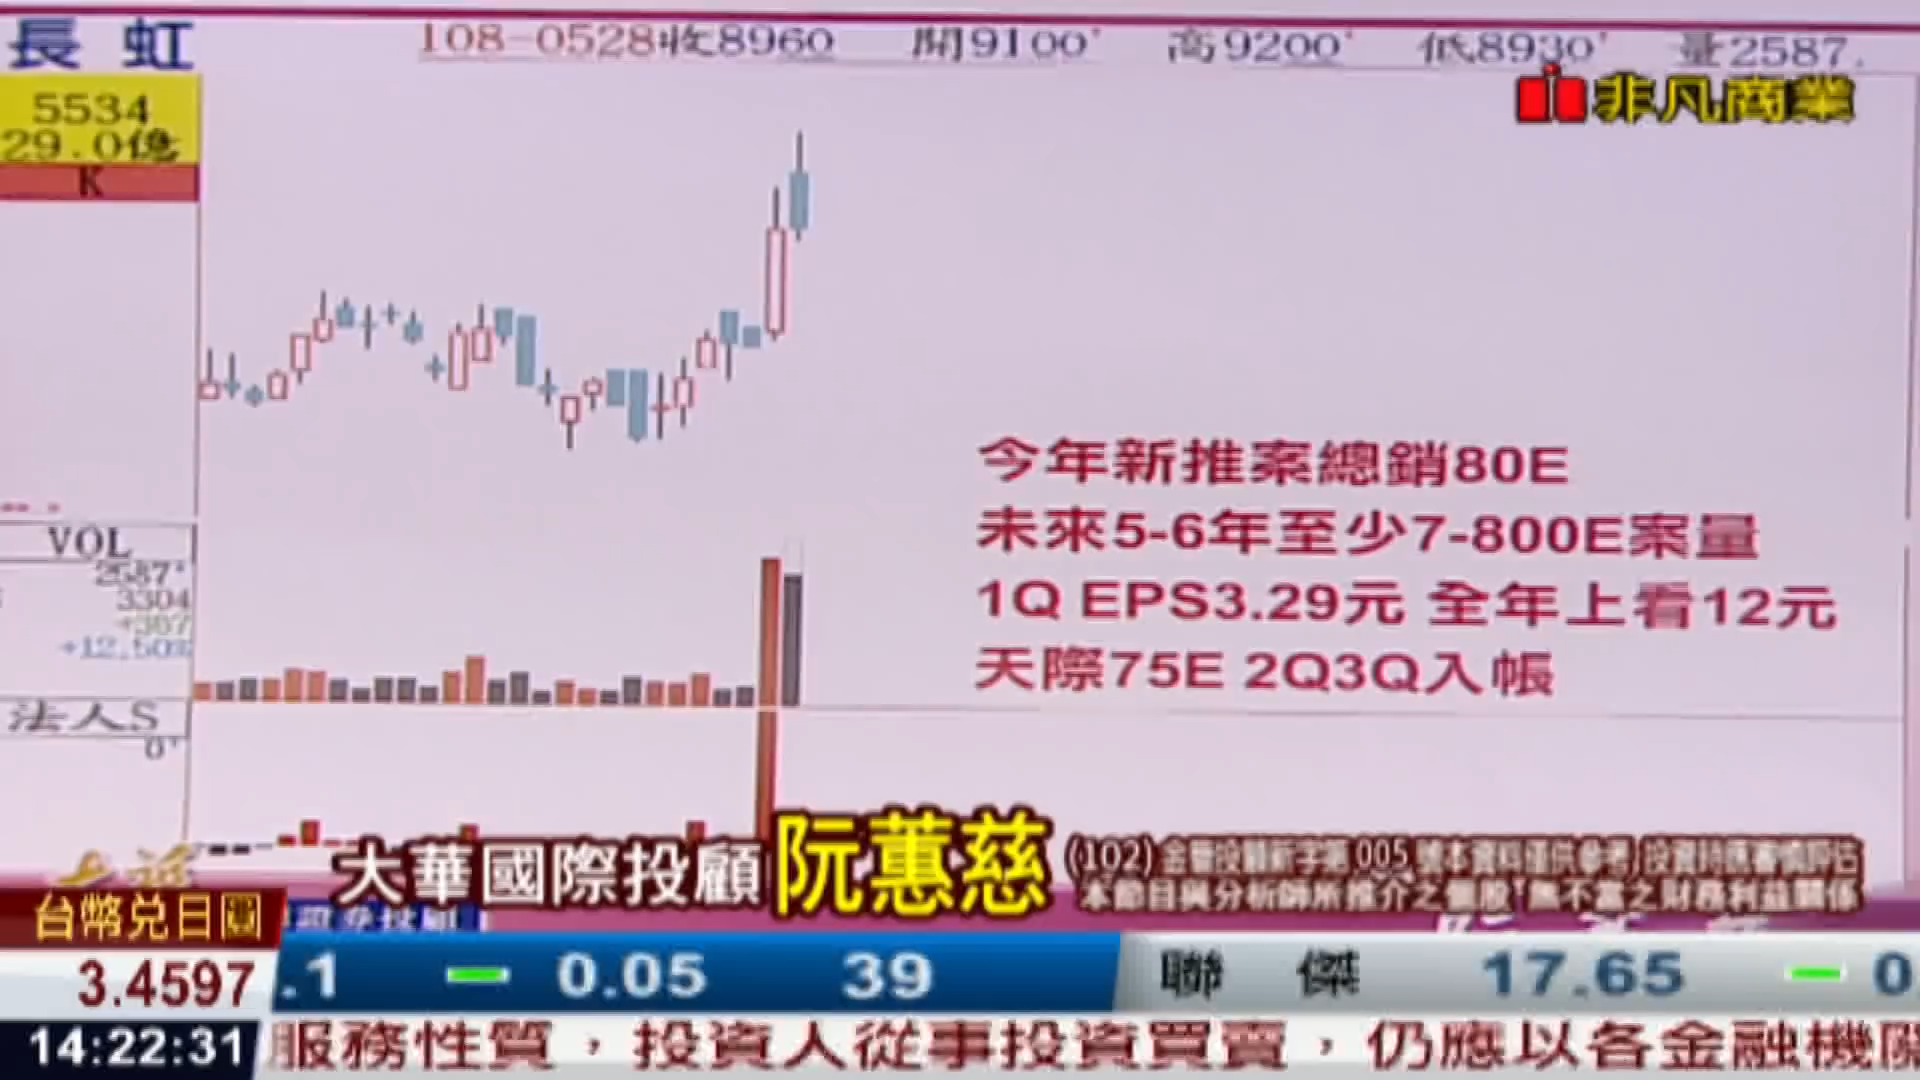 長虹 108-0528收8960 開9100' 高9200' 低8930' 量2587.
非凡商業
5534
29.0億
K
今年新推案總銷80E
未來5-6年至少7-800E案量
1Q EPS3.29元 全年上看12元
天際75E 2Q3Q入帳
VOL
2587'
3304
法人S
0'
大華國際投顧 阮蕙慈
本節目與分析師所推介之個股 無不當之財務利益關係
台幣兌日圓
3.4597
.1 0.05 39 聯傑 17.65 0
14:22:31 服務性質，投資人從事投資買賣，仍應以各金融機關